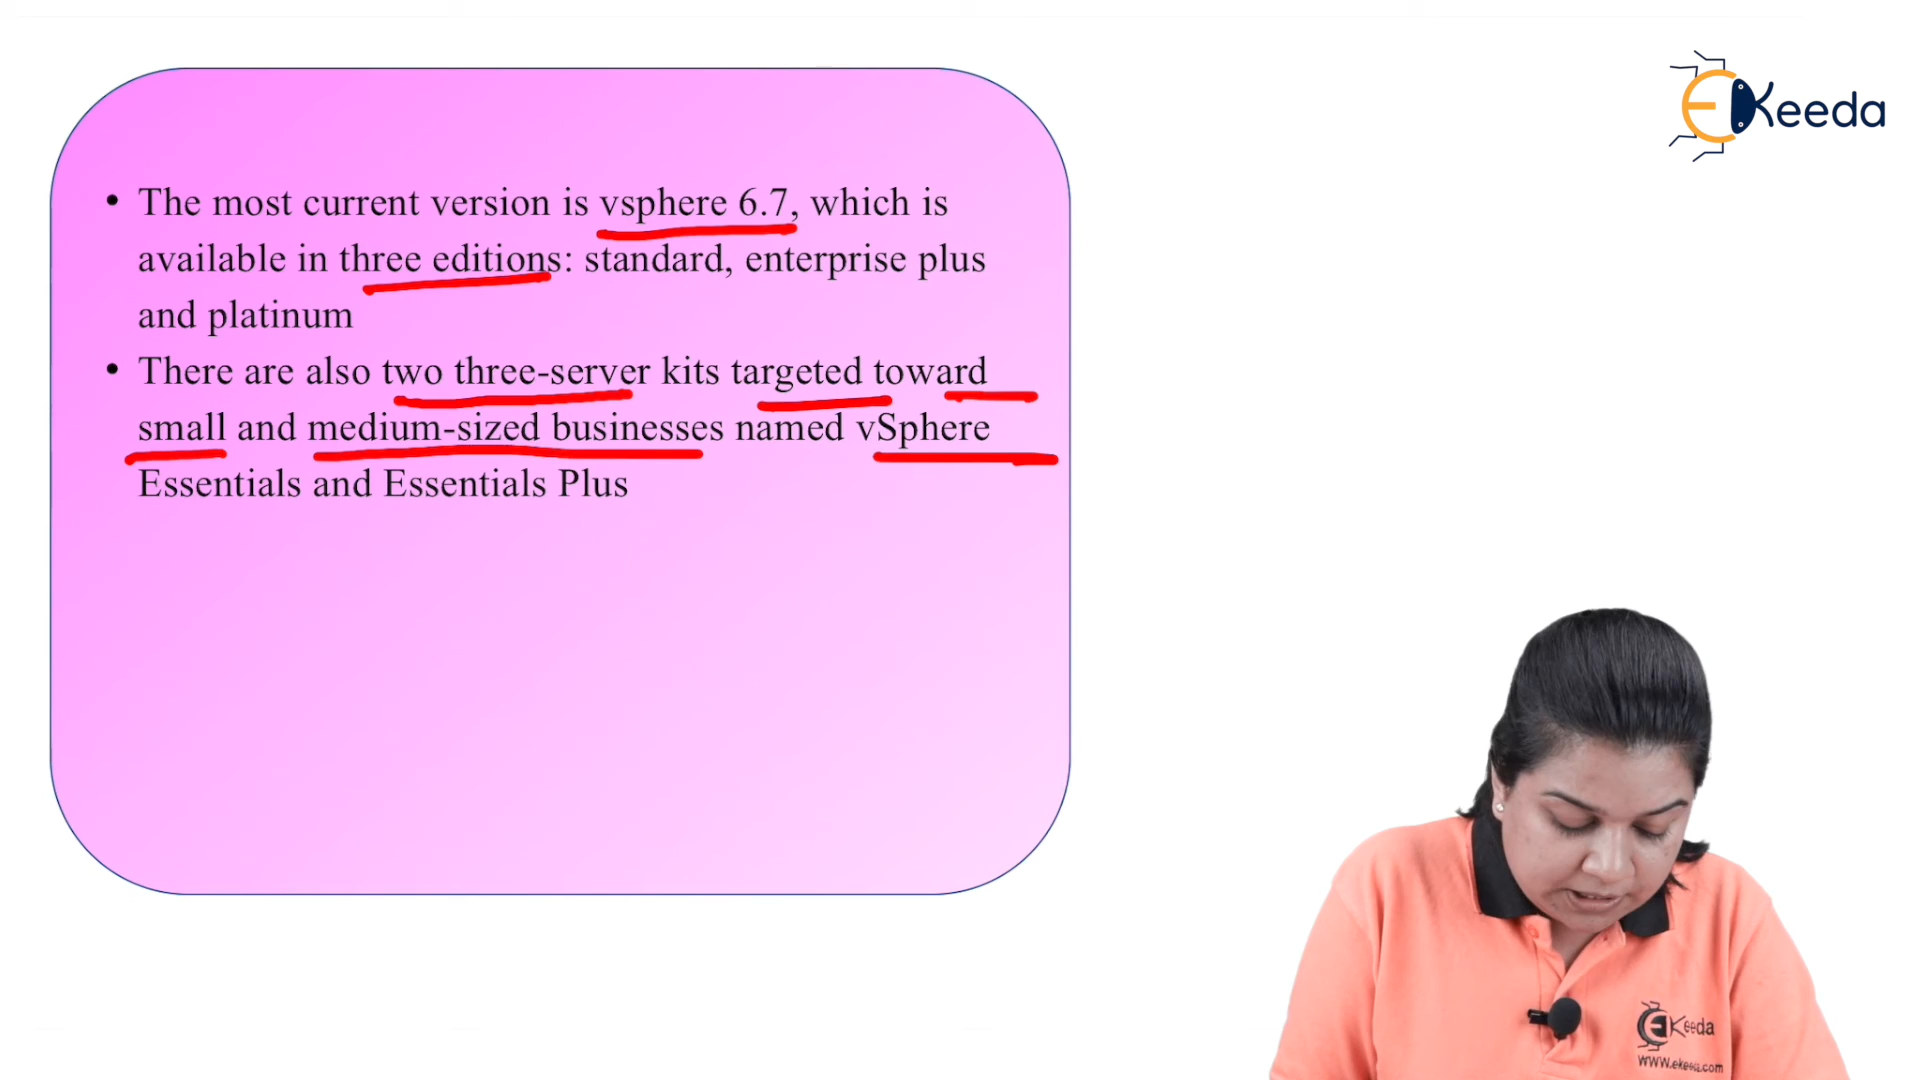 EKeeda
• The most current version is vsphere 6.7, which is
available in three editions: standard, enterprise plus
and platinum
• There are also two three-server kits targeted toward
small and medium-sized businesses named vSphere
Essentials and Essentials Plus
EKeeda
www.ekeeda.com